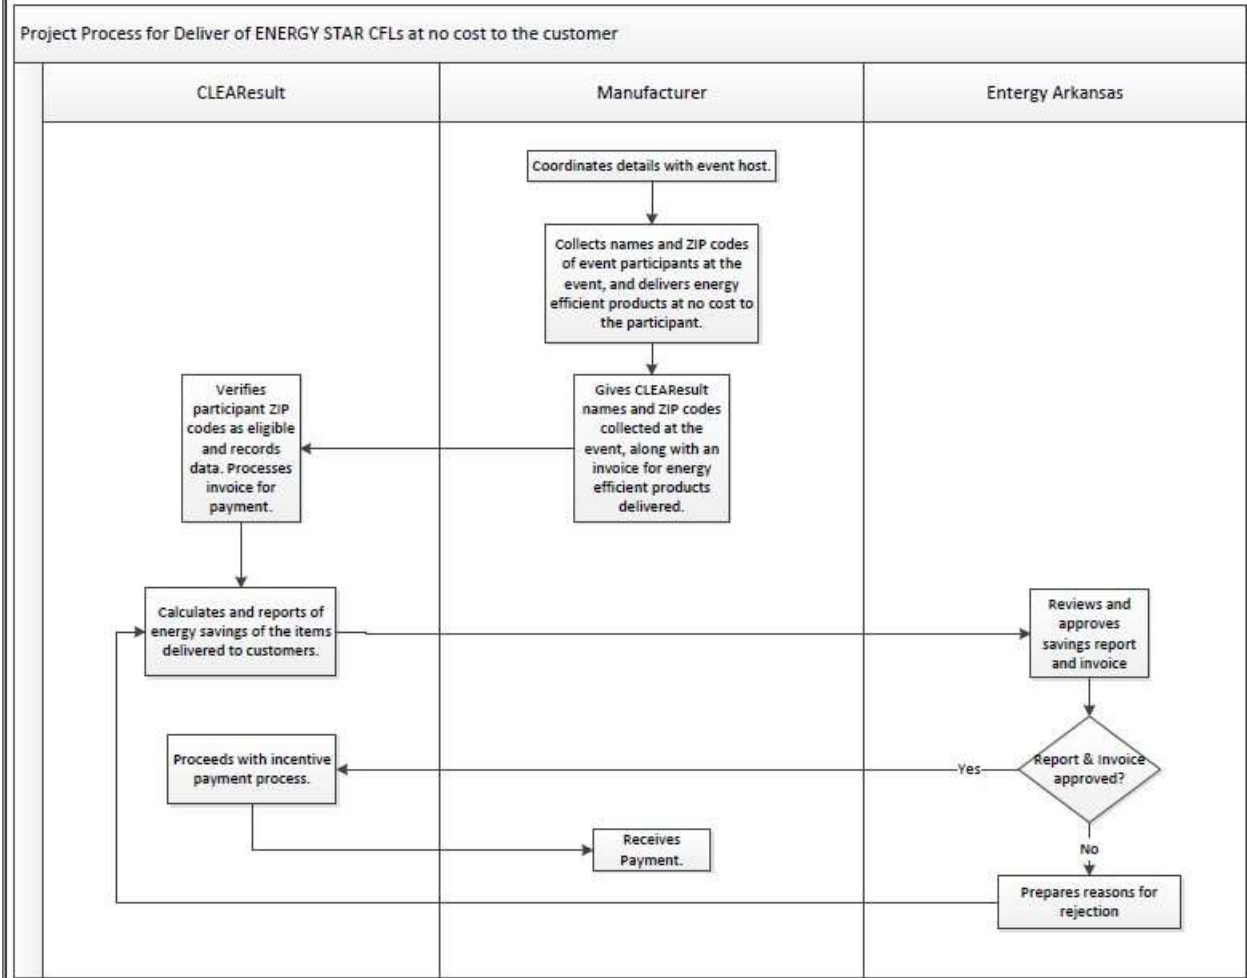 Project Process for Deliver of ENERGY STAR CFLs at no cost to the customer
CLEAResult
Manufacturer
Entergy Arkansas
Coordinates details with event host.
Collects names and ZIP codes
of event participants at the
event, and delivers energy
efficient products at no cost to
the participant.
Verifies
participant ZIP
codes as eligible
and records
data. Processes
invoice for
payment.
Gives CLEAResult
names and ZIP codes
collected at the
event, along with an
invoice for energy
efficient products
delivered.
Calculates and reports of
energy savings of the items
delivered to customers.
Reviews and
approves
savings report
and invoice
Proceeds with incentive
payment process.
Yes
Report & Invoice
approved?
Receives
Payment.
No
Prepares reasons for
rejection